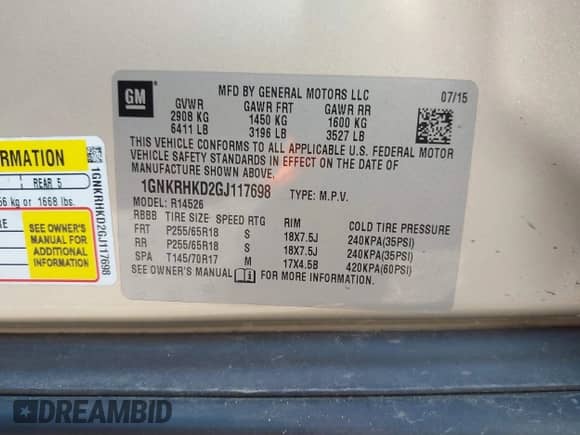 GM
MFD BY GENERAL MOTORS LLC
07/15
GVWR GAWR FRT GAWR RR
2908 KG 1450 KG 1600 KG
6411 LB 3196 LB 3527 LB
THIS VEHICLE CONFORMS TO ALL APPLICABLE U.S. FEDERAL MOTOR
VEHICLE SAFETY STANDARDS IN EFFECT ON THE DATE OF
MANUFACTURE SHOWN ABOVE.
1GNKRHKD2GJ117698 TYPE: M.P.V.
MODEL: R14526
RBBB TIRE SIZE SPEED RTG RIM COLD TIRE PRESSURE
FRT P255/65R18 S 18X7.5J 240KPA(35PSI)
RR P255/65R18 S 18X7.5J 240KPA(35PSI)
SPA T145/70R17 M 17X4.5B 420KPA(60PSI)
SEE OWNER'S MANUAL FOR MORE INFORMATION.
REAR 5
kg or 1668 lbs.
SEE OWNER'S
MANUAL FOR
ADDITIONAL
INFORMATION
1GNKRHKD2GJ117698
DREAMBID